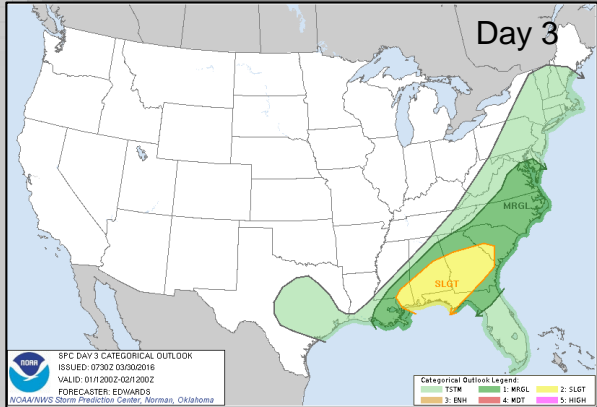 Day 3
MRGL
SLGT
NOAA
SPC DAY 3 CATEGORICAL OUTLOOK
ISSUED: 0730Z 03/30/2016
VALID: 01/1200Z-02/1200Z
FORECASTER: EDWARDS
NOAA/NWS Storm Prediction Center, Norman, Oklahoma
Categorical Outlook Legend:
TSTM 1: MRGL 2: SLGT
3: ENH 4: MDT 5: HIGH